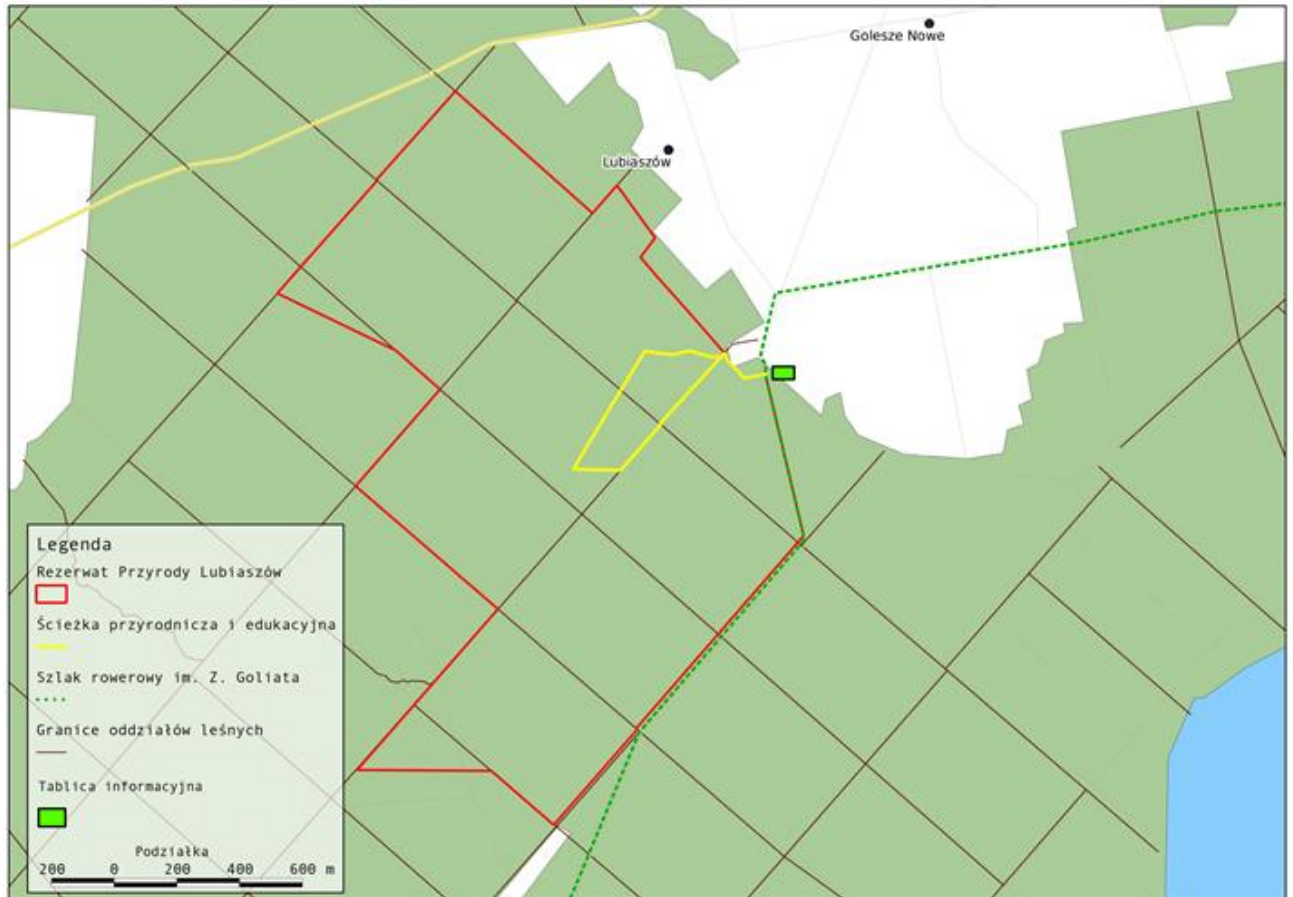 Golesze Nowe
Lubiaszów
Legenda
Rezerwat Przyrody Lubiaszów
Ścieżka przyrodnicza i edukacyjna
Szlak rowerowy im. Z. Goliata
Granice oddziałów leśnych
Tablica informacyjna
Podziałka
200 0 200 400 600 m